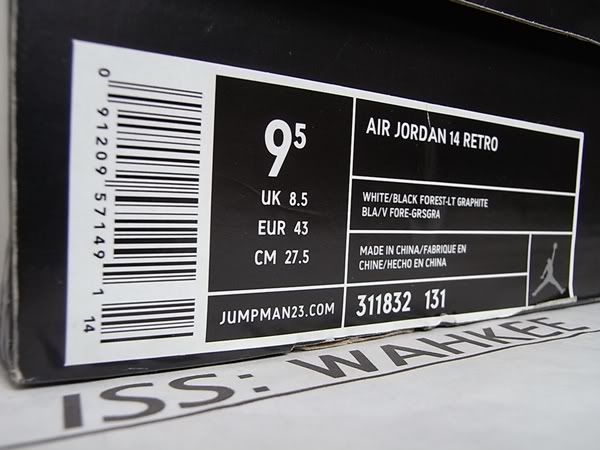 0 91209 57149 1
14
9⁵
UK 8.5
EUR 43
CM 27.5
JUMPMAN23.COM
AIR JORDAN 14 RETRO
WHITE/BLACK FOREST-LT GRAPHITE
BLA/V FORE-GRSGRA
MADE IN CHINA/FABRIQUE EN
CHINE/HECHO EN CHINA
311832 131
ISS: WAHKEE